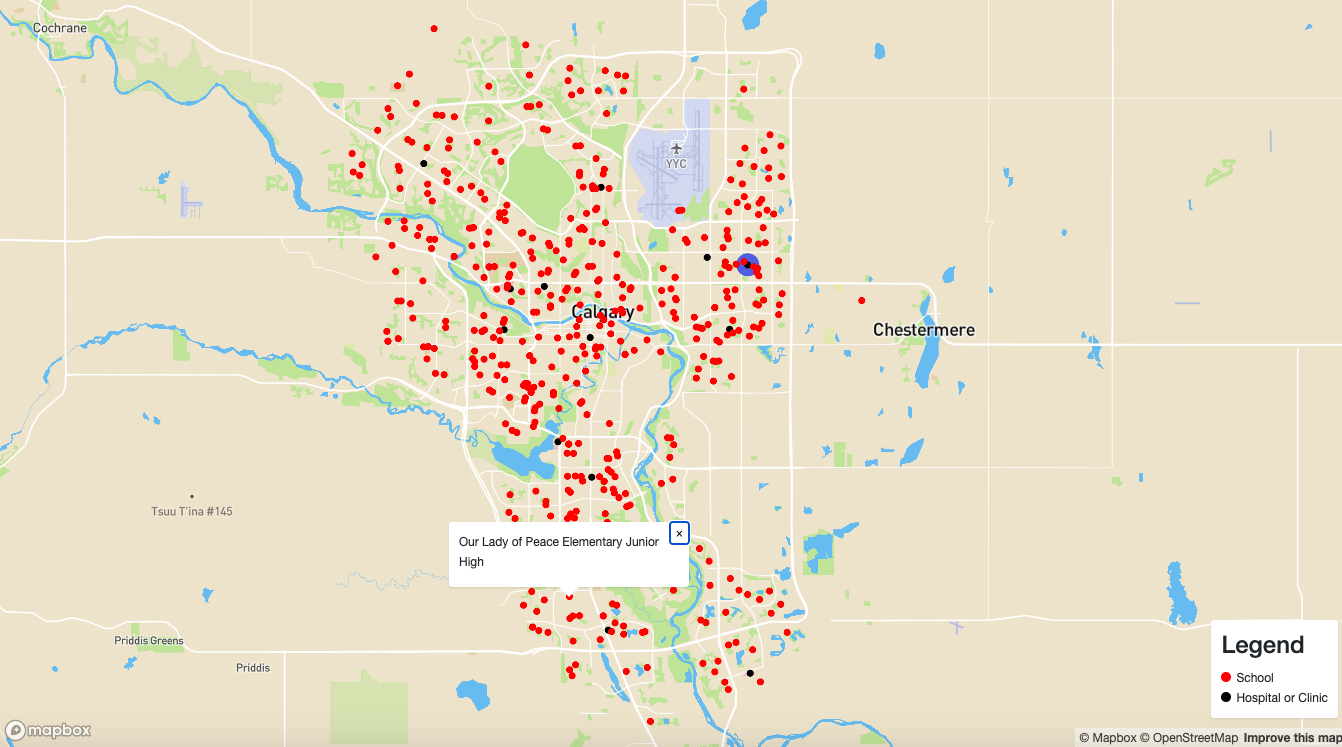 Cochrane
YYC
Calgary
Chestermere
Tsuu T'ina #145
Our Lady of Peace Elementary Junior
High
×
Priddis Greens
Priddis
Legend
School
Hospital or Clinic
mapbox
© Mapbox © OpenStreetMap Improve this map